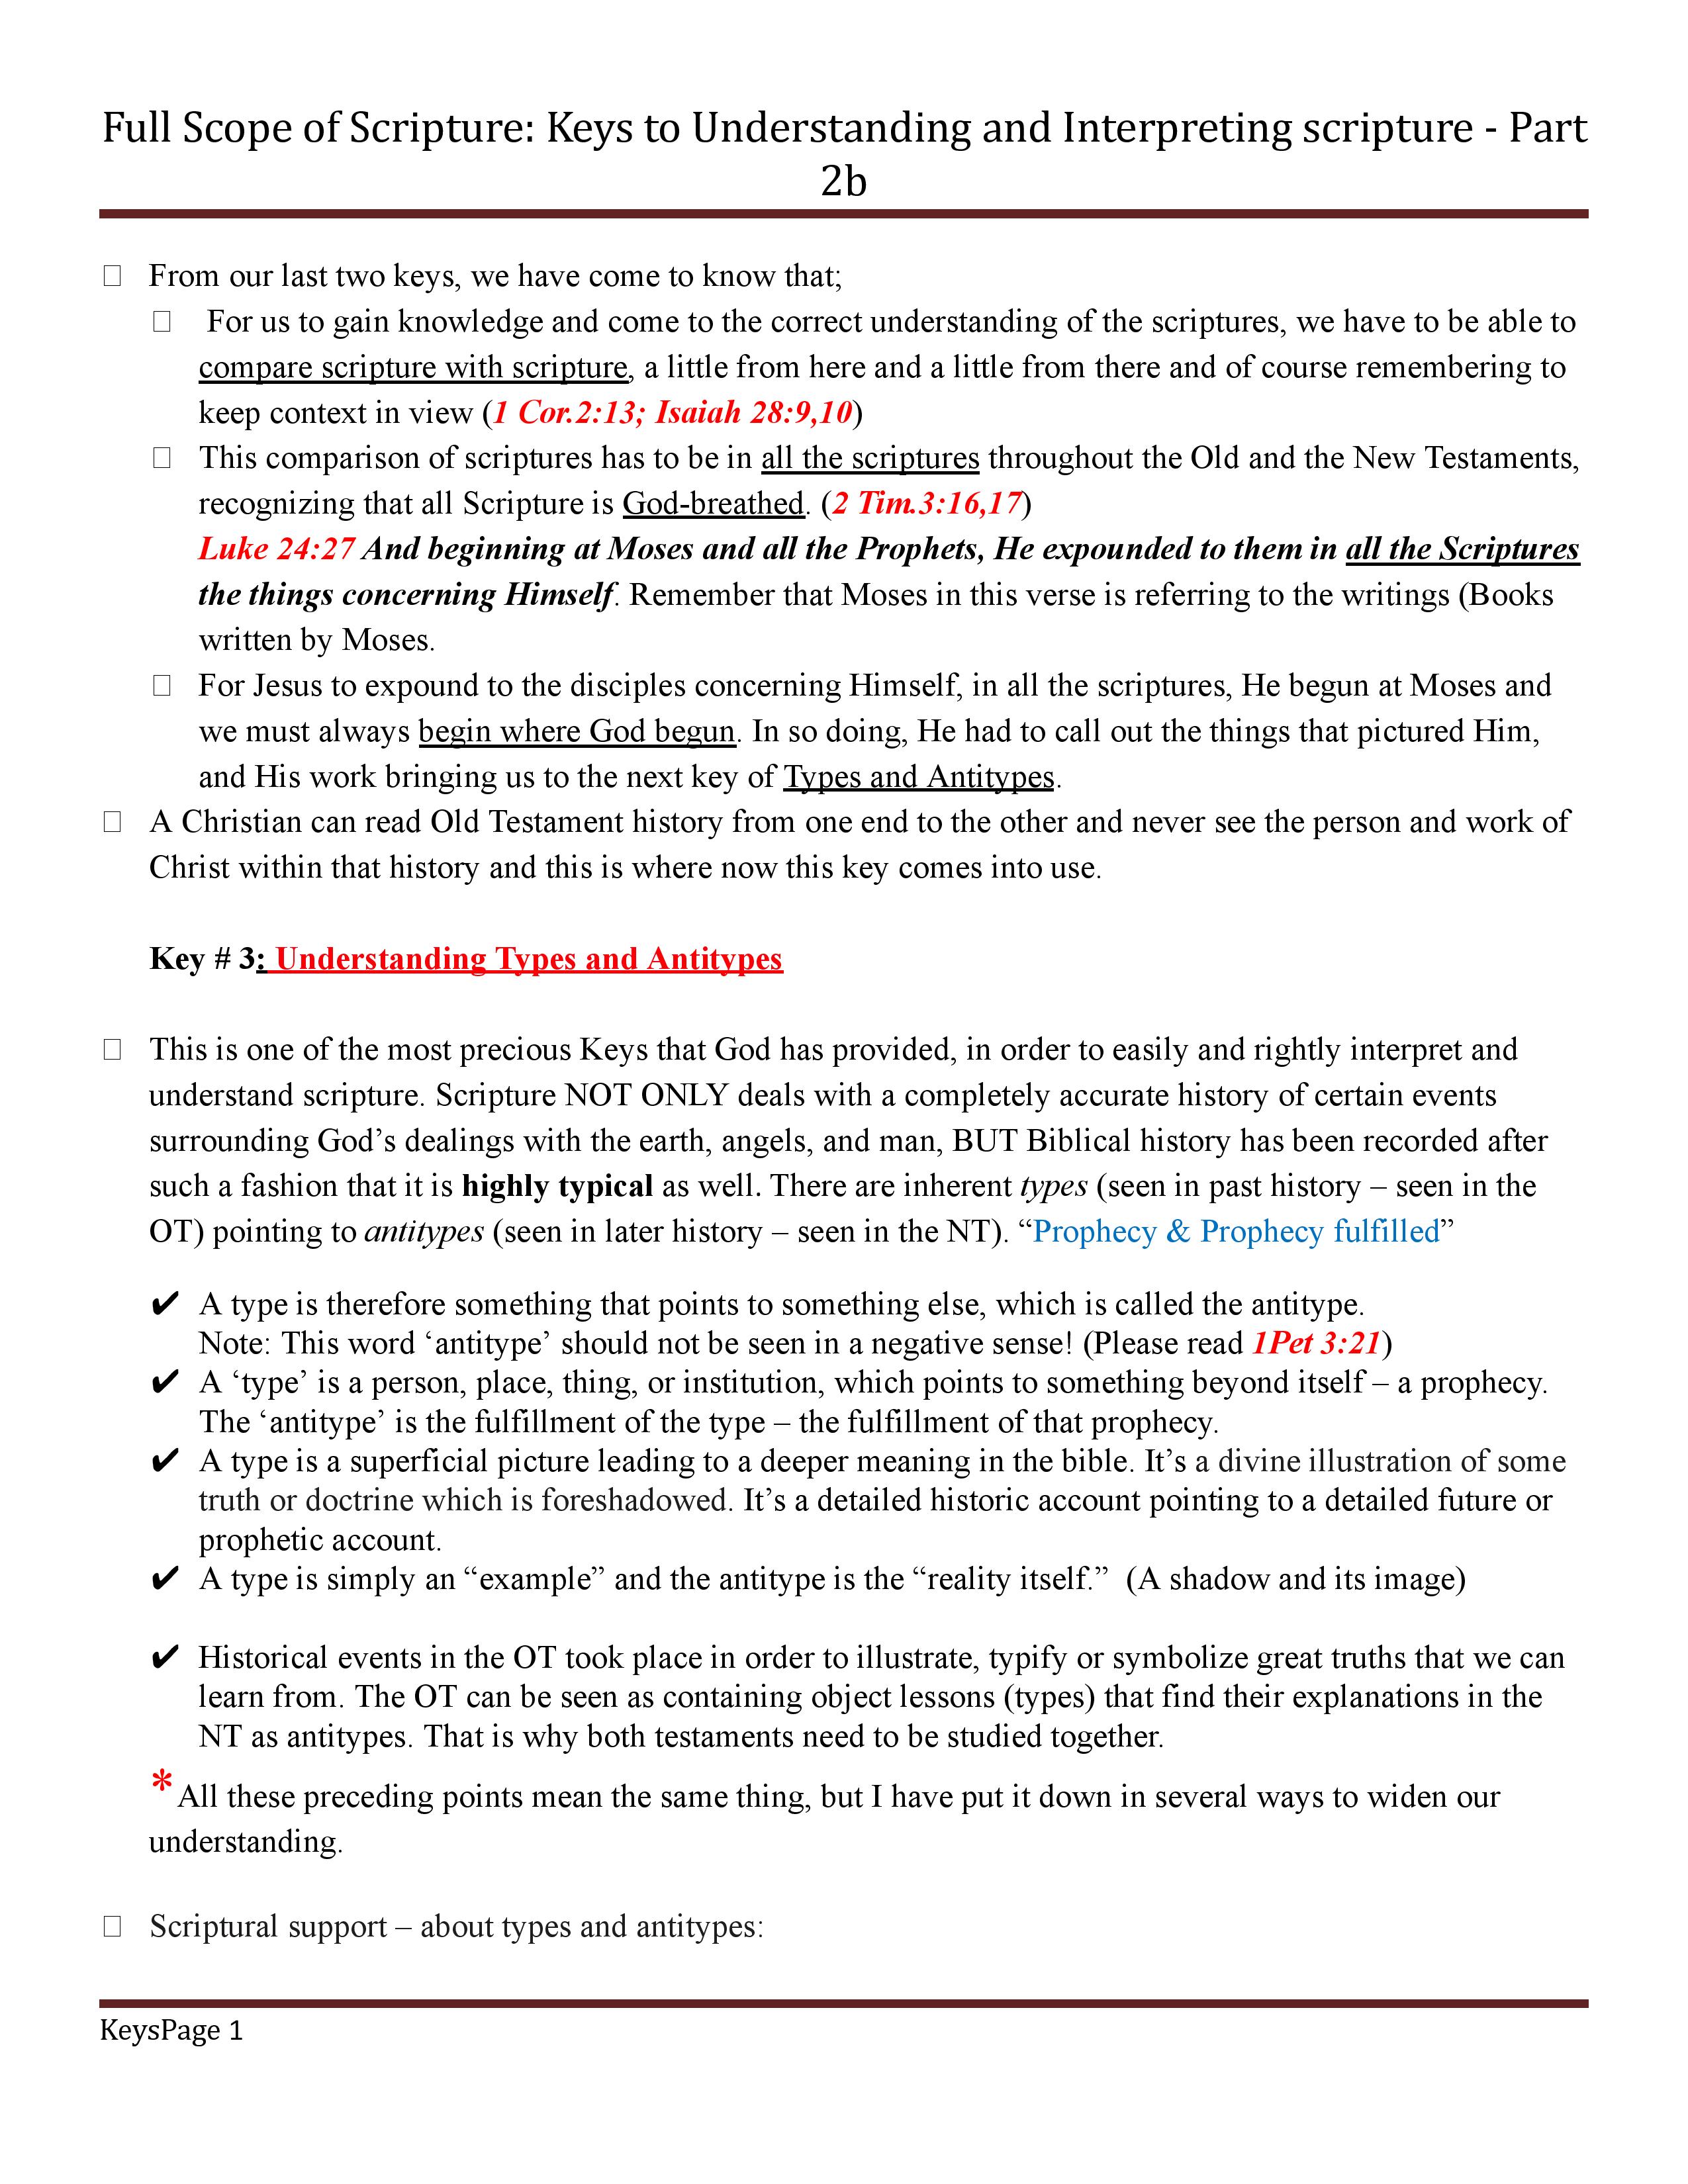 Full Scope of Scripture: Keys to Understanding and Interpreting scripture - Part
2b
From our last two keys, we have come to know that;
For us to gain knowledge and come to the correct understanding of the scriptures, we have to be able to
compare scripture with scripture, a little from here and a little from there and of course remembering to
keep context in view (1 Cor.2:13; Isaiah 28:9,10)
This comparison of scriptures has to be in all the scriptures throughout the Old and the New Testaments,
recognizing that all Scripture is God-breathed. (2 Tim.3:16,17)
Luke 24:27 And beginning at Moses and all the Prophets, He expounded to them in all the Scriptures
the things concerning Himself. Remember that Moses in this verse is referring to the writings (Books
written by Moses.
For Jesus to expound to the disciples concerning Himself, in all the scriptures, He begun at Moses and
we must always begin where God begun. In so doing, He had to call out the things that pictured Him,
and His work bringing us to the next key of Types and Antitypes.
A Christian can read Old Testament history from one end to the other and never see the person and work of
Christ within that history and this is where now this key comes into use.
Key # 3: Understanding Types and Antitypes
This is one of the most precious Keys that God has provided, in order to easily and rightly interpret and
understand scripture. Scripture NOT ONLY deals with a completely accurate history of certain events
surrounding God’s dealings with the earth, angels, and man, BUT Biblical history has been recorded after
such a fashion that it is highly typical as well. There are inherent types (seen in past history – seen in the
OT) pointing to antitypes (seen in later history – seen in the NT). “Prophecy & Prophecy fulfilled”
✔ A type is therefore something that points to something else, which is called the antitype.
Note: This word ‘antitype’ should not be seen in a negative sense! (Please read 1Pet 3:21)
✔ A ‘type’ is a person, place, thing, or institution, which points to something beyond itself – a prophecy.
The ‘antitype’ is the fulfillment of the type – the fulfillment of that prophecy.
✔ A type is a superficial picture leading to a deeper meaning in the bible. It’s a divine illustration of some
truth or doctrine which is foreshadowed. It’s a detailed historic account pointing to a detailed future or
prophetic account.
✔ A type is simply an “example” and the antitype is the “reality itself.” (A shadow and its image)
✔ Historical events in the OT took place in order to illustrate, typify or symbolize great truths that we can
learn from. The OT can be seen as containing object lessons (types) that find their explanations in the
NT as antitypes. That is why both testaments need to be studied together.
* All these preceding points mean the same thing, but I have put it down in several ways to widen our
understanding.
Scriptural support – about types and antitypes:
KeysPage 1